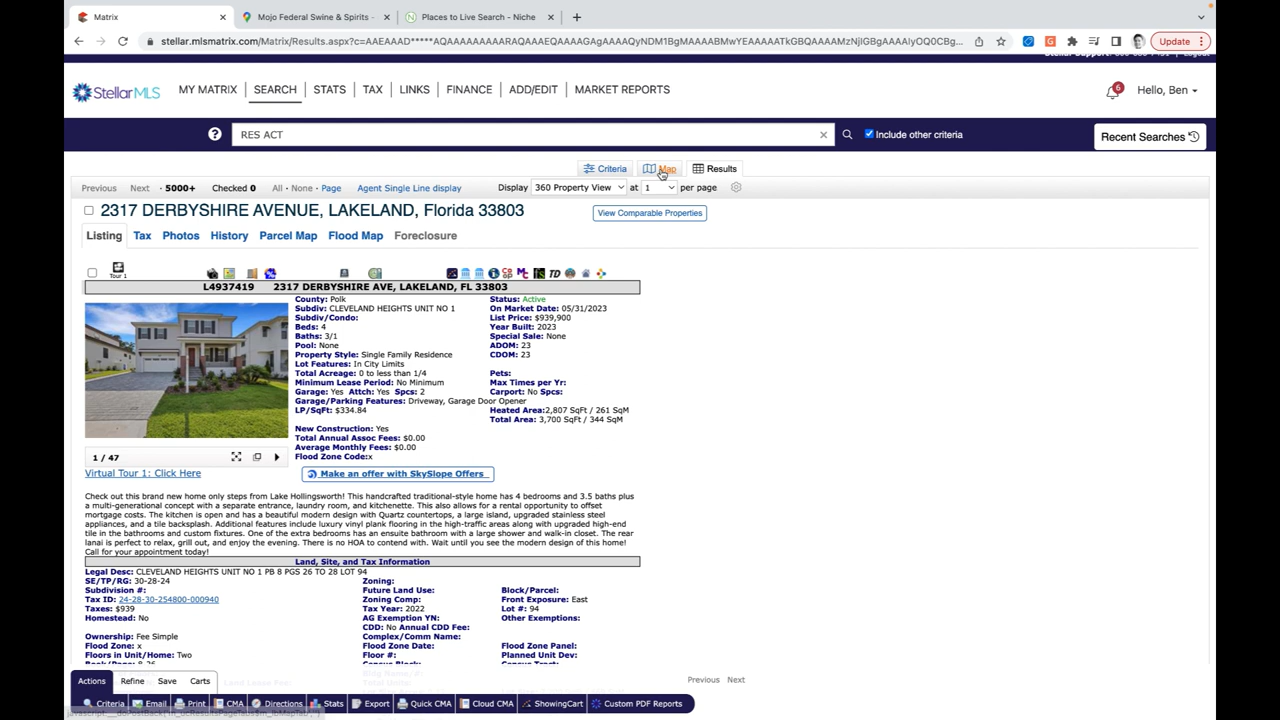 Matrix
Mojo Federal Swine & Spirits -
Places to Live Search - Niche
stellar.mlsmatrix.com/Matrix/Results.aspx?c=AAEAAAD*****AQAAAAAAAAARAQAAAEQAAAAGAgAAAAQyNDM1BgMAAAABMwYEAAAAATkGBQAAAAMzNjIGBgAAAAIyOQ0CBg...
Update
Logout
StellarMLS
MY MATRIX
SEARCH
STATS
TAX
LINKS
FINANCE
ADD/EDIT
MARKET REPORTS
6
Hello, Ben
?
RES ACT
Include other criteria
Recent Searches
Criteria
Map
Results
Previous Next 5000+ Checked 0 All · None · Page Agent Single Line display Display 360 Property View at 1 per page
2317 DERBYSHIRE AVENUE, LAKELAND, Florida 33803
View Comparable Properties
Listing Tax Photos History Parcel Map Flood Map Foreclosure
Tour 1
TD
L4937419 2317 DERBYSHIRE AVE, LAKELAND, FL 33803
County: Polk
Subdiv: CLEVELAND HEIGHTS UNIT NO 1
Subdiv/Condo:
Beds: 4
Baths: 3/1
Pool: None
Property Style: Single Family Residence
Lot Features: In City Limits
Total Acreage: 0 to less than 1/4
Minimum Lease Period: No Minimum
Garage: Yes Attch: Yes Spcs: 2
Garage/Parking Features: Driveway, Garage Door Opener
LP/SqFt: $334.84
New Construction: Yes
Total Annual Assoc Fees: $0.00
Average Monthly Fees: $0.00
Flood Zone Code:x
Status: Active
On Market Date: 05/31/2023
List Price: $939,900
Year Built: 2023
Special Sale: None
ADOM: 23
CDOM: 23
Pets:
Max Times per Yr:
Carport: No Spcs:
Heated Area:2,807 SqFt / 261 SqM
Total Area: 3,700 SqFt / 344 SqM
1 / 47
Virtual Tour 1: Click Here
Make an offer with SkySlope Offers
Check out this brand new home only steps from Lake Hollingsworth! This handcrafted traditional-style home has 4 bedrooms and 3.5 baths plus
a multi-generational concept with a separate entrance, laundry room, and kitchenette. This also allows for a rental opportunity to offset
mortgage costs. The kitchen is open and has a beautiful modern design with Quartz countertops, a large island, upgraded stainless steel
appliances, and a tile backsplash. Additional features include luxury vinyl plank flooring in the high-traffic areas along with upgraded high-end
tile in the bathrooms and custom fixtures. One of the extra bedrooms has an ensuite bathroom with a large shower and walk-in closet. The rear
lanai is perfect to relax, grill out, and enjoy the evening. There is no HOA to contend with. Wait until you see the modern design of this home!
Call for your appointment today!
Land, Site, and Tax Information
Legal Desc: CLEVELAND HEIGHTS UNIT NO 1 PB 8 PGS 26 TO 28 LOT 94
SE/TP/RG: 30-28-24
Subdivision #:
Tax ID: 24-28-30-254800-000940
Taxes: $939
Homestead: No
Ownership: Fee Simple
Flood Zone: x
Floors in Unit/Home: Two
Zoning:
Future Land Use:
Zoning Comp:
Tax Year: 2022
AG Exemption YN:
CDD: No Annual CDD Fee:
Complex/Comm Name:
Flood Zone Date:
Floor #:
Block/Parcel:
Front Exposure: East
Lot #: 94
Other Exemptions:
Flood Zone Panel:
Planned Unit Dev:
Actions Refine Save Carts
Previous Next
Criteria Email Print CMA Directions Stats Export Quick CMA Cloud CMA ShowingCart Custom PDF Reports